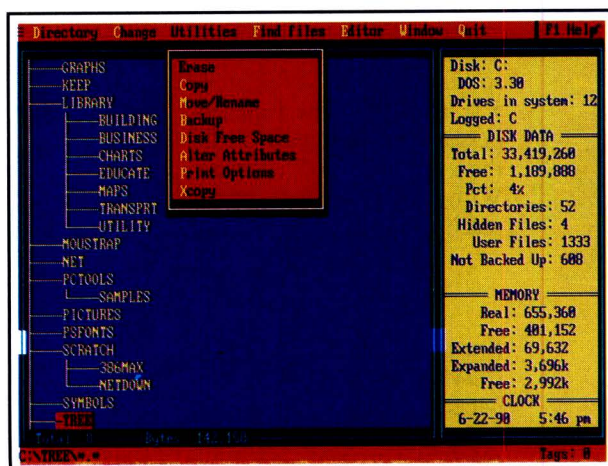 ≡ Directory Change Utilities Find files Editor Window Quit F1 Help
GRAPHS
KEEP
LIBRARY
BUILDING
BUSINESS
CHARTS
EDUCATE
MAPS
TRANSPRT
UTILITY
MOUSTRAP
NET
PCTOOLS
SAMPLES
PICTURES
PSFONTS
SCRATCH
386MAX
NETDOWN
SYMBOLS
TREE
Erase
Copy
Move/Rename
Backup
Disk Free Space
Alter Attributes
Print Options
Xcopy
Disk: C:
DOS: 3.30
Drives in system: 12
Logged: C
DISK DATA
Total: 33,419,260
Free: 1,189,888
Pct: 4%
Directories: 52
Hidden Files: 4
User Files: 1333
Not Backed Up: 608
MEMORY
Real: 655,360
Free: 401,152
Extended: 69,632
Expanded: 3,696k
Free: 2,992k
CLOCK
6-22-90 5:46 pm
Total: 8 Bytes:
C:\TREE\*.* Tags: 0